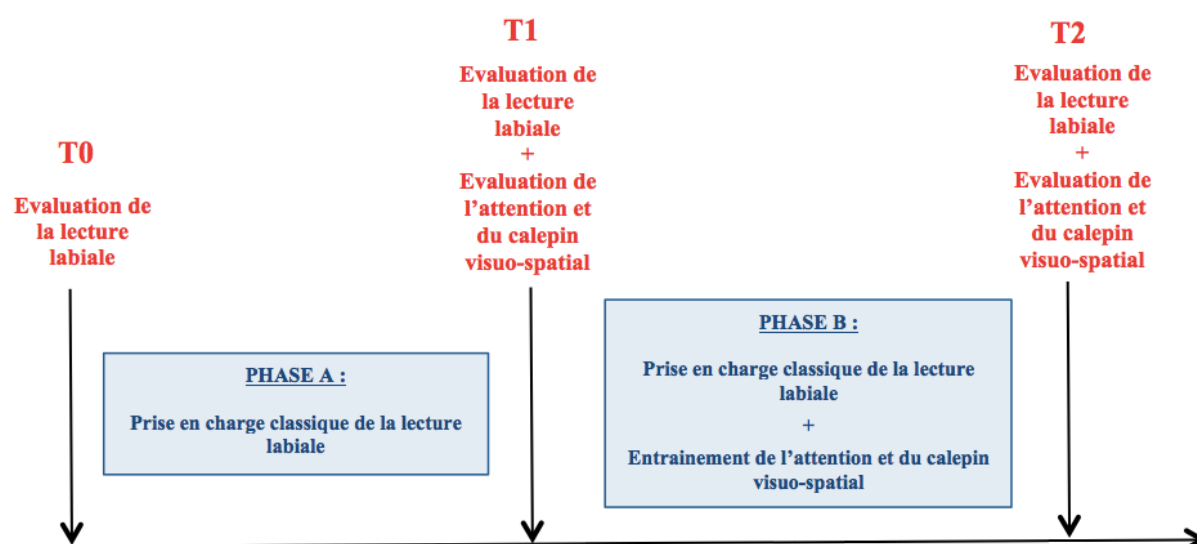 T0
Evaluation de
la lecture
labiale
T1
Evaluation de
la lecture
labiale
+
Evaluation de
l’attention et
du calepin
visuo-spatial
T2
Evaluation de
la lecture
labiale
+
Evaluation de
l’attention et
du calepin
visuo-spatial
PHASE A :
Prise en charge classique de la lecture
labiale
PHASE B :
Prise en charge classique de la lecture
labiale
+
Entrainement de l’attention et du calepin
visuo-spatial